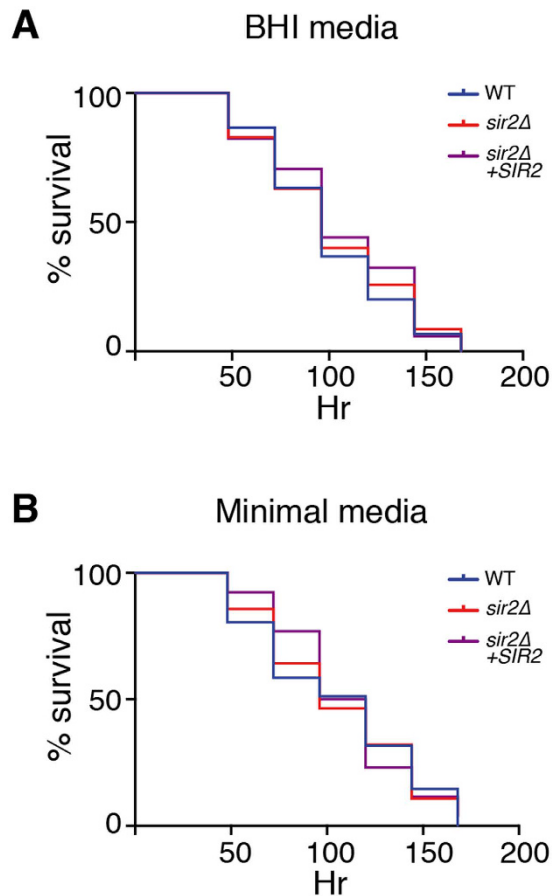 A
BHI media
100
50
0
% survival
50 100 150 200
Hr
WT
sir2Δ
sir2Δ
+SIR2
B
Minimal media
100
50
0
% survival
50 100 150 200
Hr
WT
sir2Δ
sir2Δ
+SIR2